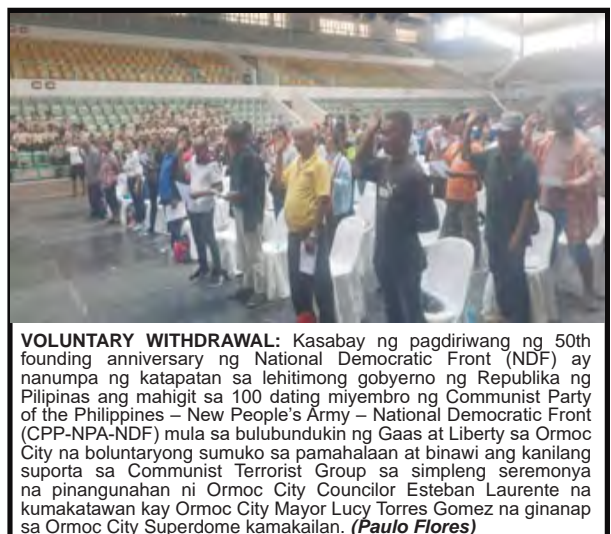 VOLUNTARY WITHDRAWAL: Kasabay ng pagdiriwang ng 50th
founding anniversary ng National Democratic Front (NDF) ay
nanumpa ng katapatan sa lehitimong gobyerno ng Republika ng
Pilipinas ang mahigit sa 100 dating miyembro ng Communist Party
of the Philippines – New People's Army – National Democratic Front
(CPP-NPA-NDF) mula sa bulubundukin ng Gaas at Liberty sa Ormoc
City na boluntaryong sumuko sa pamahalaan at binawi ang kanilang
suporta sa Communist Terrorist Group sa simpleng seremonya
na pinangunahan ni Ormoc City Councilor Esteban Laurente na
kumakatawan kay Ormoc City Mayor Lucy Torres Gomez na ginanap
sa Ormoc City Superdome kamakailan. (Paulo Flores)